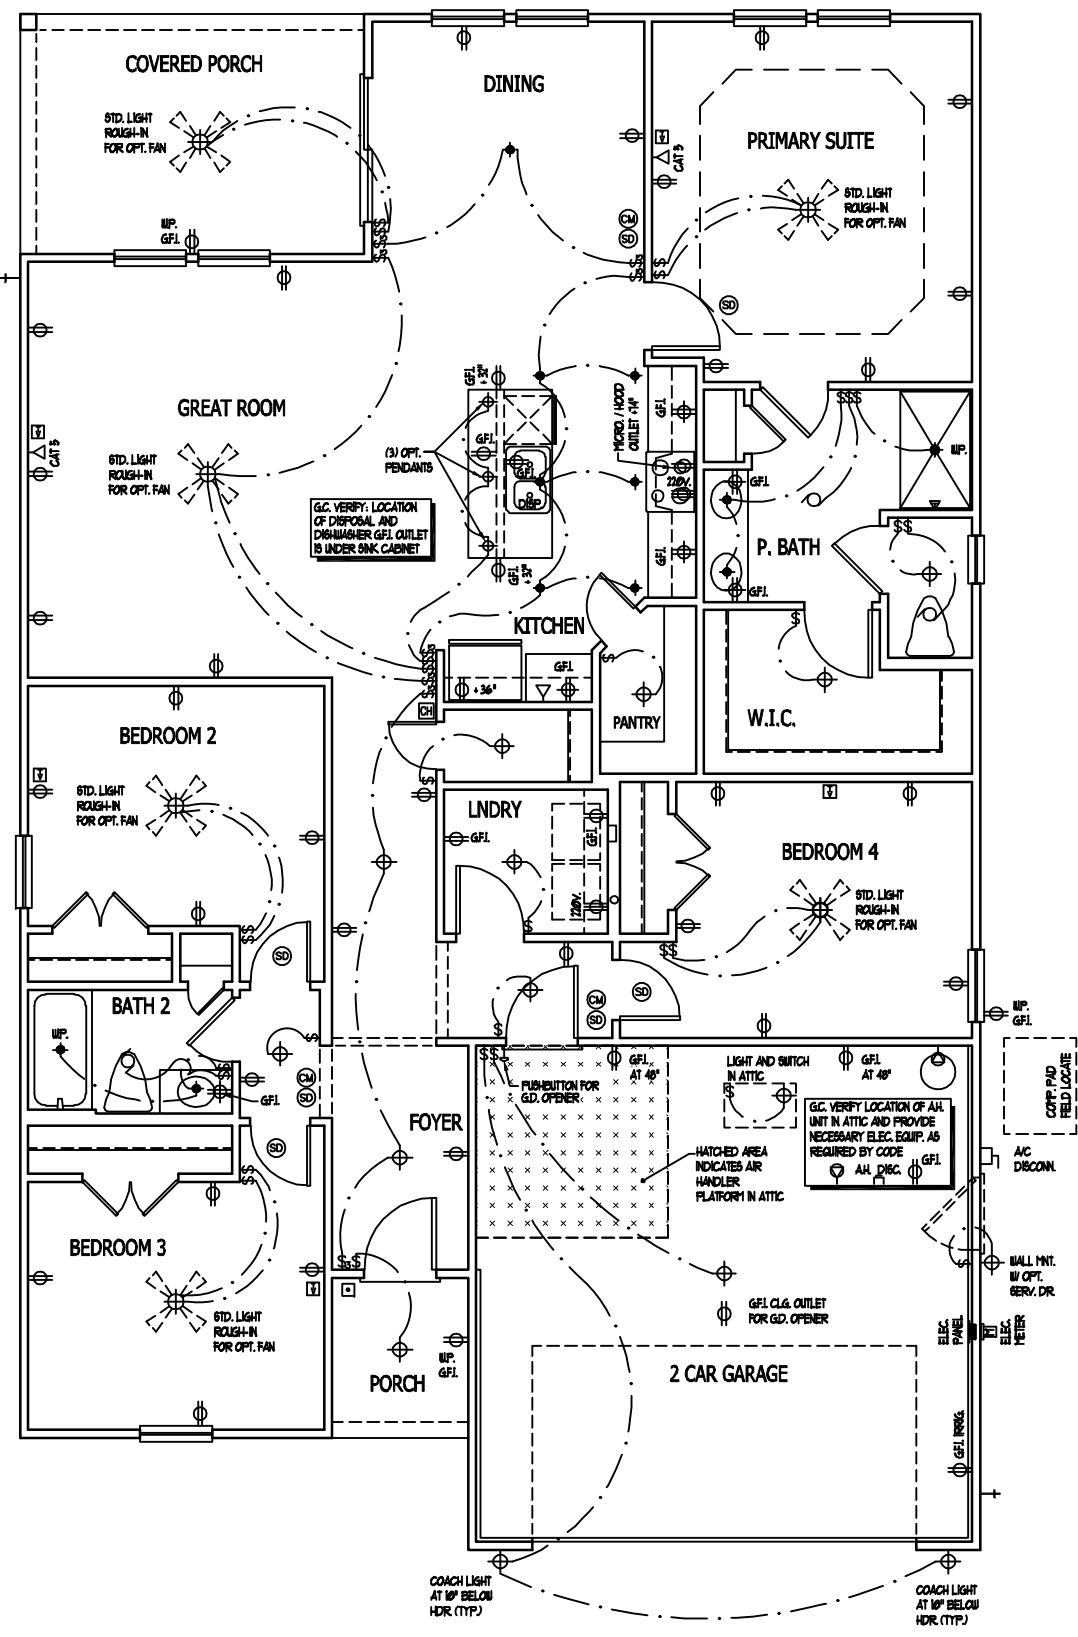 COVERED PORCH
STD. LIGHT
ROUGH-IN
FOR OPT. FAN
W.P.
G.F.I.
DINING
CAT 5
PRIMARY SUITE
STD. LIGHT
ROUGH-IN
FOR OPT. FAN
CM
SD
SD
GREAT ROOM
CAT 5
STD. LIGHT
ROUGH-IN
FOR OPT. FAN
(3) OPT.
PENDANTS
G.C. VERIFY: LOCATION
OF DISPOSAL AND
DISHWASHER G.F.I. OUTLET
IS UNDER SINK CABINET
G.F.I.
+ 32"
G.F.I.
G.F.I.
DISP
G.F.I.
+ 32"
MICRO. / HOOD
OUTLET +74"
G.F.I.
220V.
G.F.I.
KITCHEN
G.F.I.
+36"
CH
PANTRY
W.P.
G.F.I.
P. BATH
G.F.I.
W.I.C.
BEDROOM 2
STD. LIGHT
ROUGH-IN
FOR OPT. FAN
LNDRY
G.F.I.
G.F.I.
220V.
BEDROOM 4
STD. LIGHT
ROUGH-IN
FOR OPT. FAN
SD
BATH 2
W.P.
G.F.I.
CM
SD
SD
CM
SD
SD
W.P.
G.F.I.
COMP. PAD
FIELD LOCATE
FOYER
PUSHBUTTON FOR
G.D. OPENER
G.F.I.
AT 48"
LIGHT AND SWITCH
IN ATTIC
G.F.I.
AT 48"
G.C. VERIFY LOCATION OF A.H.
UNIT IN ATTIC AND PROVIDE
NECESSARY ELEC. EQUIP. AS
REQUIRED BY CODE
A.H. DISC.
G.F.I.
HATCHED AREA
INDICATES AIR
HANDLER
PLATFORM IN ATTIC
A/C
DISCONN.
BEDROOM 3
STD. LIGHT
ROUGH-IN
FOR OPT. FAN
WALL MNT.
W/ OPT.
SERV. DR.
G.F.I. CLG. OUTLET
FOR G.D. OPENER
ELEC.
PANEL
M
ELEC.
METER
W.P.
G.F.I.
PORCH
2 CAR GARAGE
G.F.I. IRRIG.
COACH LIGHT
AT 10" BELOW
HDR. (TYP.)
COACH LIGHT
AT 10" BELOW
HDR. (TYP.)